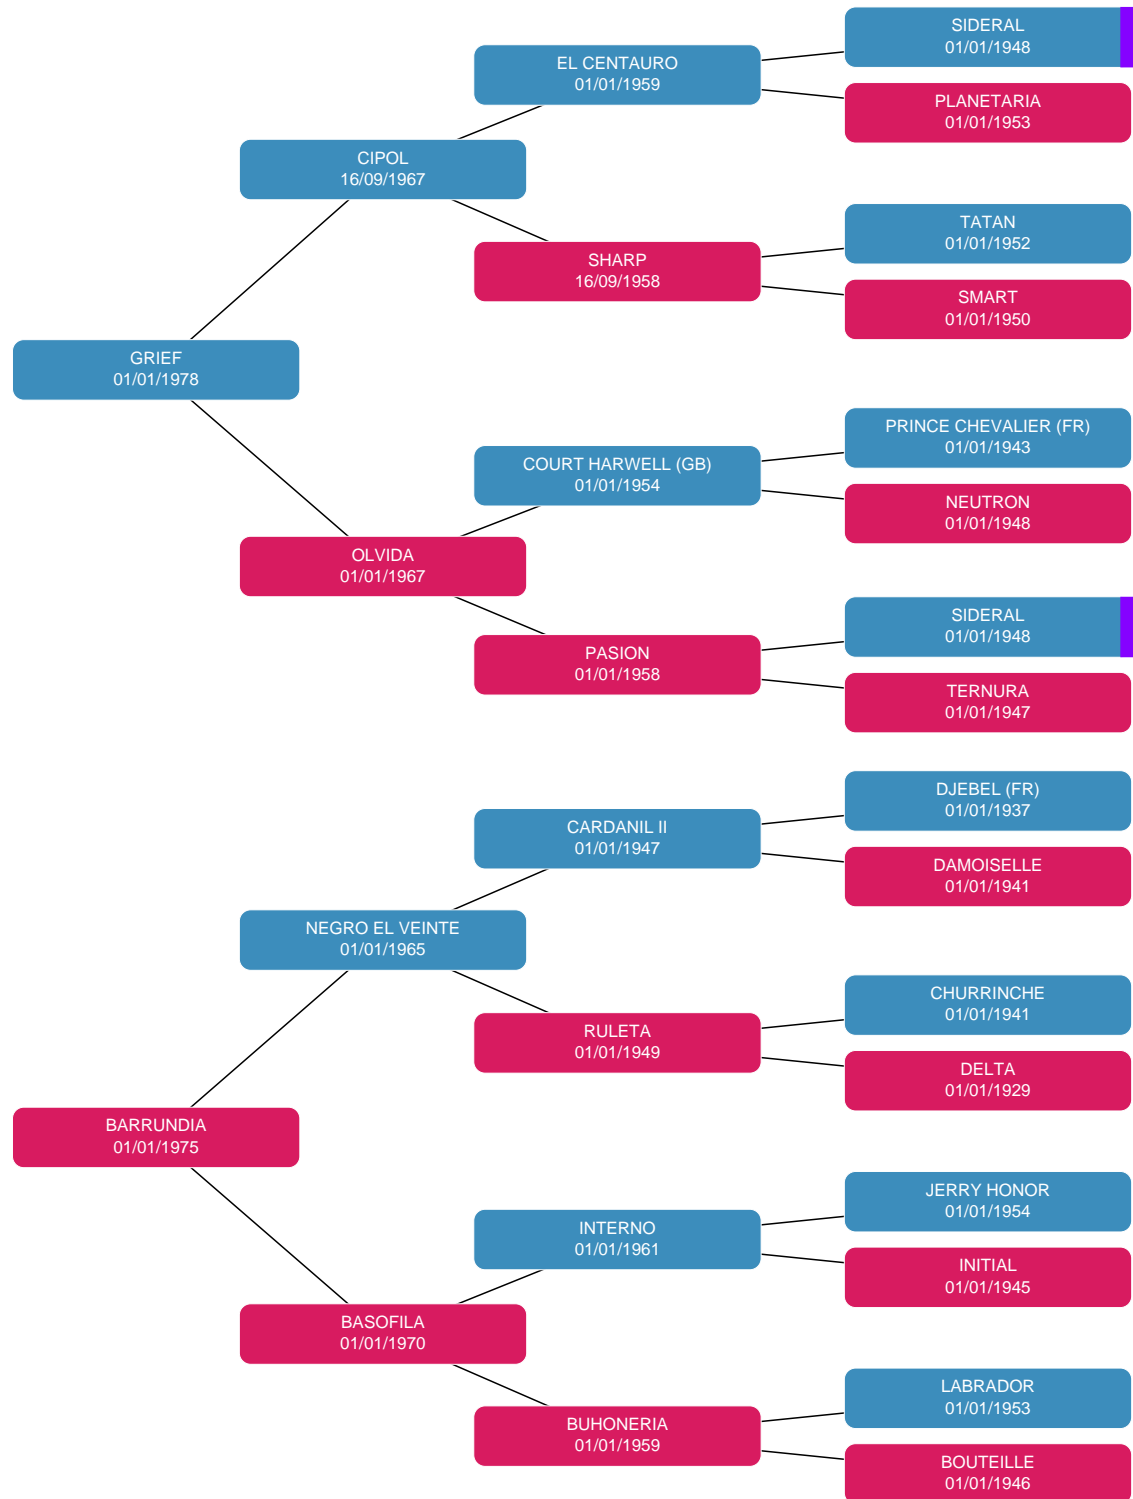 SIDERAL
01/01/1948
EL CENTAURO
01/01/1959
PLANETARIA
01/01/1953
CIPOL
16/09/1967
TATAN
01/01/1952
SHARP
16/09/1958
SMART
01/01/1950
GRIEF
01/01/1978
PRINCE CHEVALIER (FR)
01/01/1943
COURT HARWELL (GB)
01/01/1954
NEUTRON
01/01/1948
OLVIDA
01/01/1967
SIDERAL
01/01/1948
PASION
01/01/1958
TERNURA
01/01/1947
DJEBEL (FR)
01/01/1937
CARDANIL II
01/01/1947
DAMOISELLE
01/01/1941
NEGRO EL VEINTE
01/01/1965
CHURRINCHE
01/01/1941
RULETA
01/01/1949
DELTA
01/01/1929
BARRUNDIA
01/01/1975
JERRY HONOR
01/01/1954
INTERNO
01/01/1961
INITIAL
01/01/1945
BASOFILA
01/01/1970
LABRADOR
01/01/1953
BUHONERIA
01/01/1959
BOUTEILLE
01/01/1946